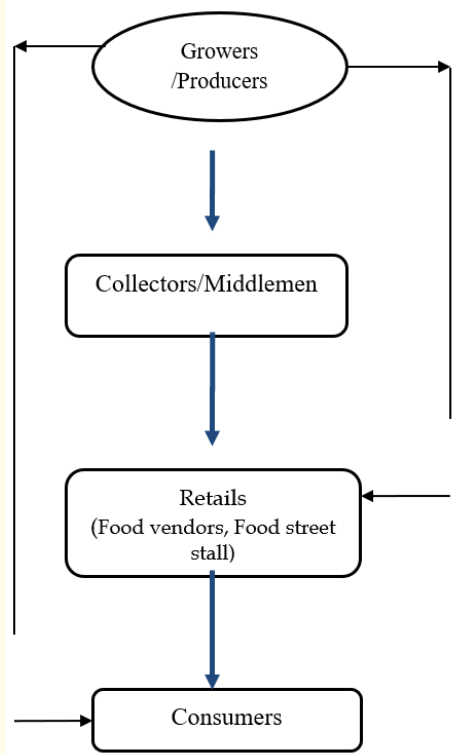 Growers
/Producers
Collectors/Middlemen
Retails
(Food vendors, Food street
stall)
Consumers